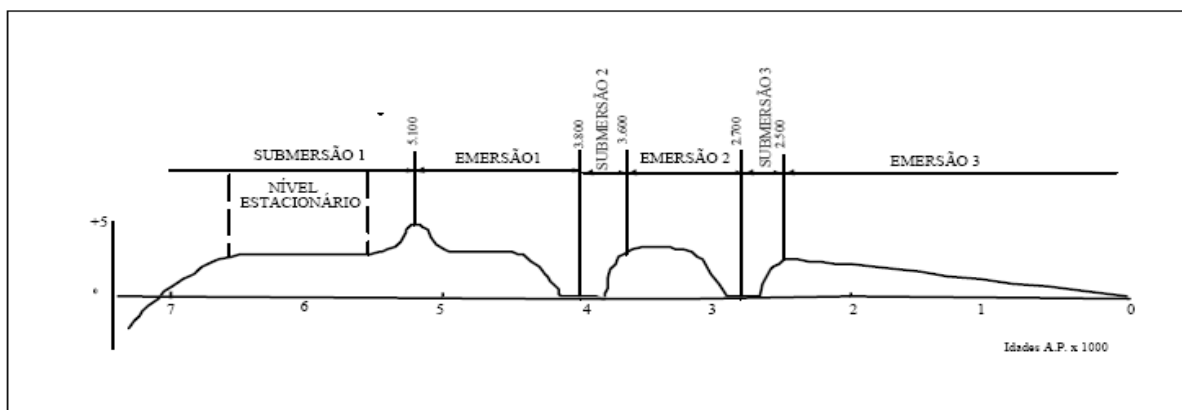 SUBMERSÃO 1
5.100
EMERSÃO1
3.800
SUBMERSÃO 2
3.600
EMERSÃO 2
2.700
SUBMERSÃO 3
2.500
EMERSÃO 3
NÍVEL
ESTACIONÁRIO
+5
7 6 5 4 3 2 1 0
Idades A.P. x 1000